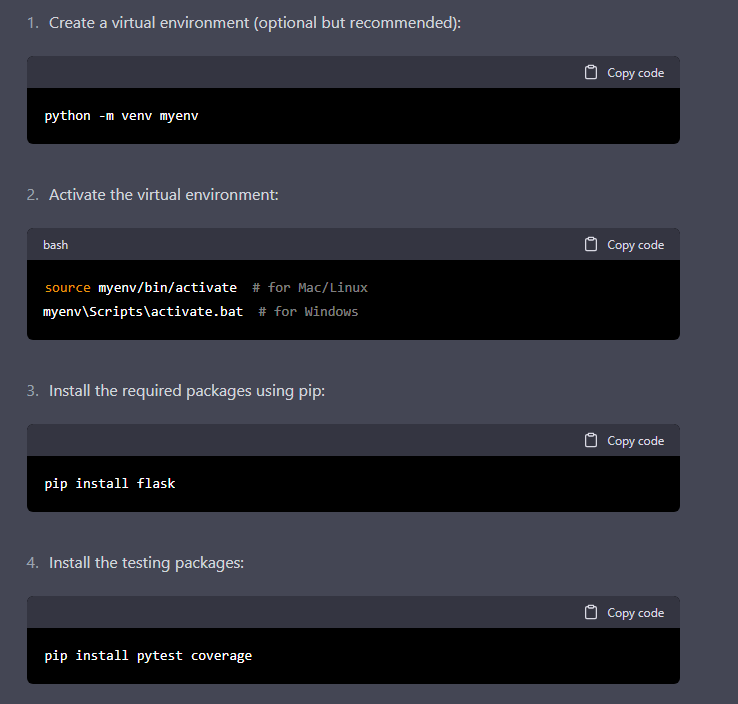 1. Create a virtual environment (optional but recommended):
Copy code
python -m venv myenv
2. Activate the virtual environment:
bash Copy code
source myenv/bin/activate  # for Mac/Linux
myenv\Scripts\activate.bat  # for Windows
3. Install the required packages using pip:
Copy code
pip install flask
4. Install the testing packages:
Copy code
pip install pytest coverage